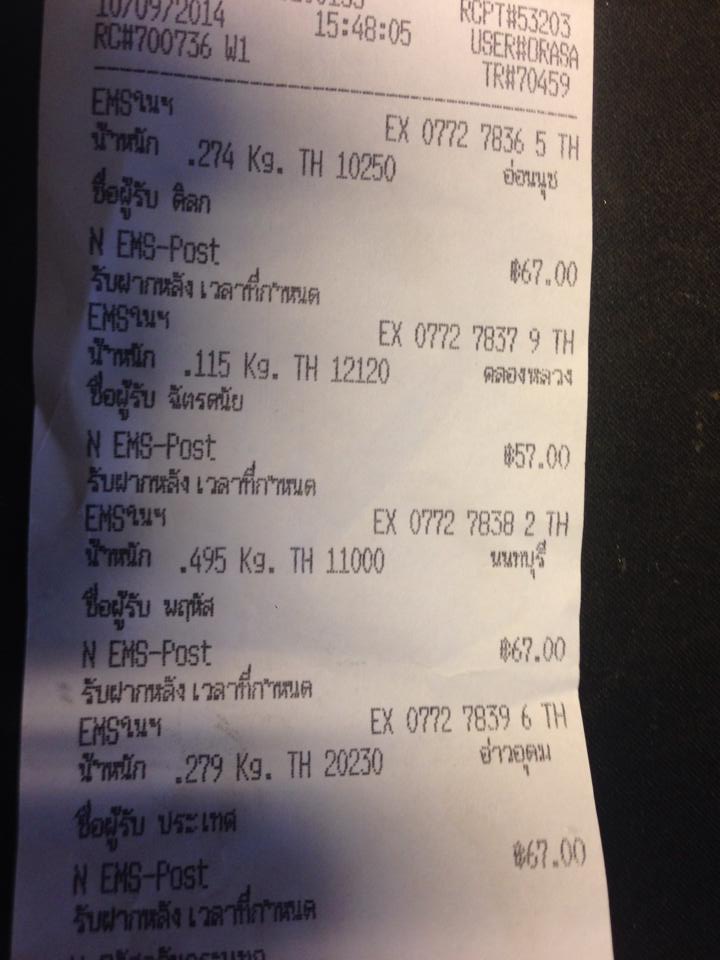 10/09/2014 15:48:05 RCPT#53203
RC#700736 W1 USER#ORASA
TR#70459
EMSในฯ EX 0772 7836 5 TH
น้ำหนัก .274 Kg. TH 10250 อ่อนนุช
ชื่อผู้รับ ดิลก
N EMS-Post ฿67.00
รับฝากหลังเวลาที่กำหนด
EMSในฯ EX 0772 7837 9 TH
น้ำหนัก .115 Kg. TH 12120 คลองหลวง
ชื่อผู้รับ ฉัตรดนัย
N EMS-Post ฿57.00
รับฝากหลังเวลาที่กำหนด
EMSในฯ EX 0772 7838 2 TH
น้ำหนัก .495 Kg. TH 11000 นนทบุรี
ชื่อผู้รับ พฤหัส
N EMS-Post ฿67.00
รับฝากหลังเวลาที่กำหนด
EMSในฯ EX 0772 7839 6 TH
น้ำหนัก .279 Kg. TH 20230 อ่าวอุดม
ชื่อผู้รับ ประเทศ
N EMS-Post ฿67.00
รับฝากหลังเวลาที่กำหนด